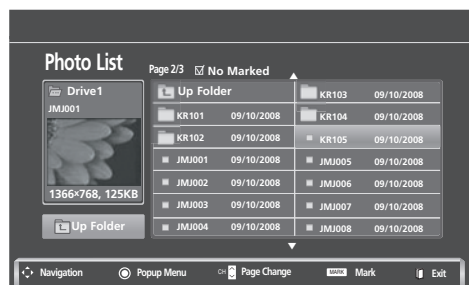 Photo List
Page 2/3 ☑ No Marked
Drive1
JMJ001
1366×768, 125KB
Up Folder
Up Folder
KR101 09/10/2008
KR102 09/10/2008
JMJ001 09/10/2008
JMJ002 09/10/2008
JMJ003 09/10/2008
JMJ004 09/10/2008
KR103 09/10/2008
KR104 09/10/2008
KR105 09/10/2008
JMJ005 09/10/2008
JMJ006 09/10/2008
JMJ007 09/10/2008
JMJ008 09/10/2008
Navigation Popup Menu CH Page Change MARK Mark Exit